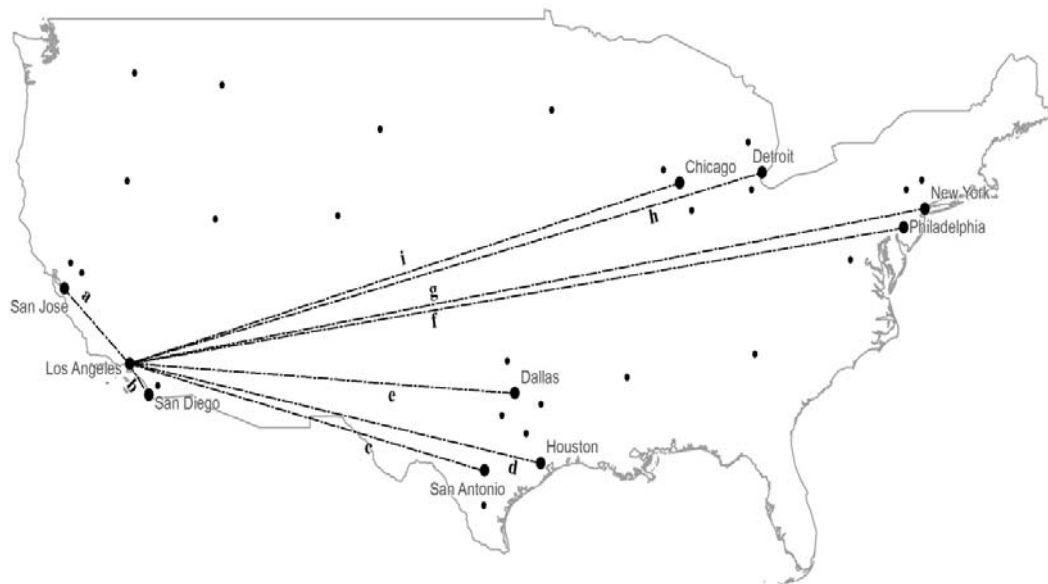 Chicago
Detroit
h
New York
Philadelphia
i
g
a
San Jose
f
Los Angeles
b
San Diego
e
Dallas
c
d
Houston
San Antonio